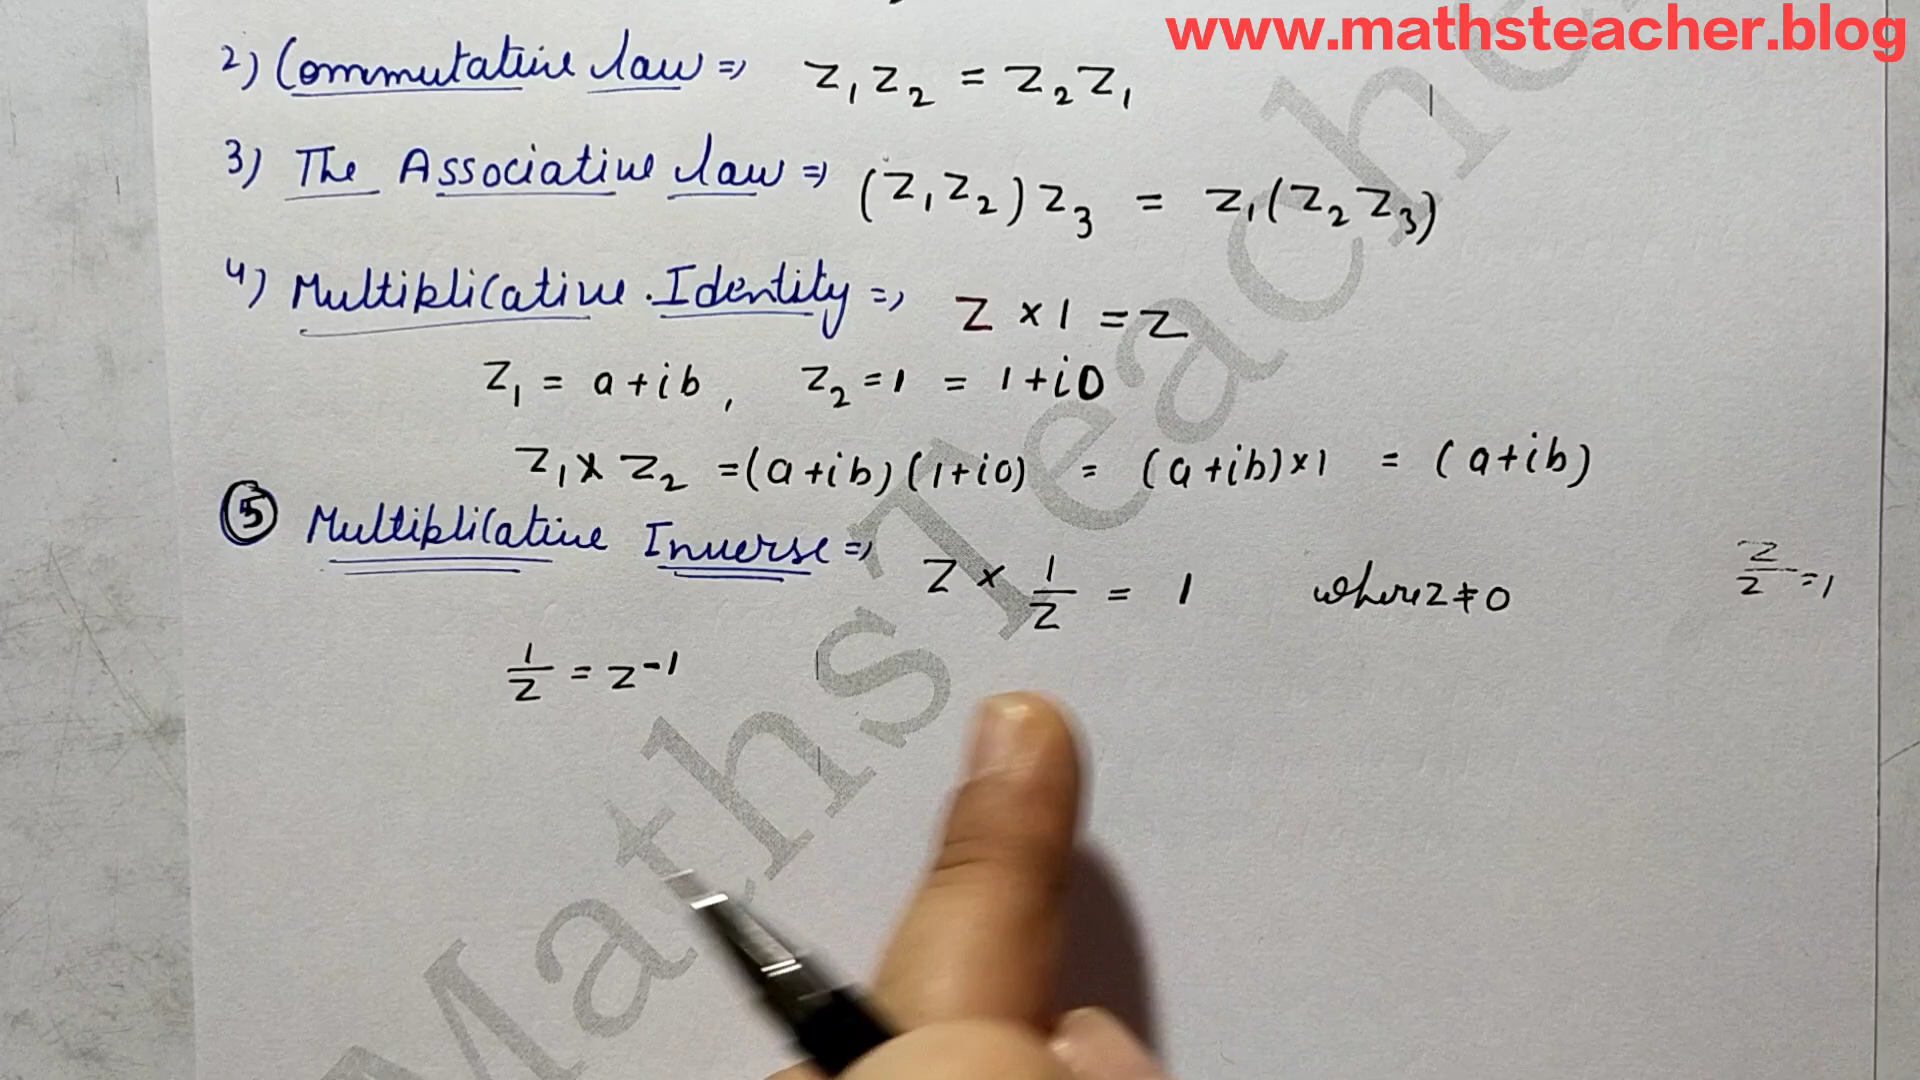 www.mathsteacher.blog
2) Commutative law => z₁z₂ = z₂z₁
3) The Associative law => (z₁z₂)z₃ = z₁(z₂z₃)
4) Multiplicative Identity => z × 1 = z
z₁ = a+ib, z₂ = 1 = 1+i0
z₁ × z₂ = (a+ib)(1+i0) = (a+ib)×1 = (a+ib)
5 Multiplicative Inverse => z × 1/z = 1 where z ≠ 0 z/z = 1
1/z = z⁻¹
Maths Teacher